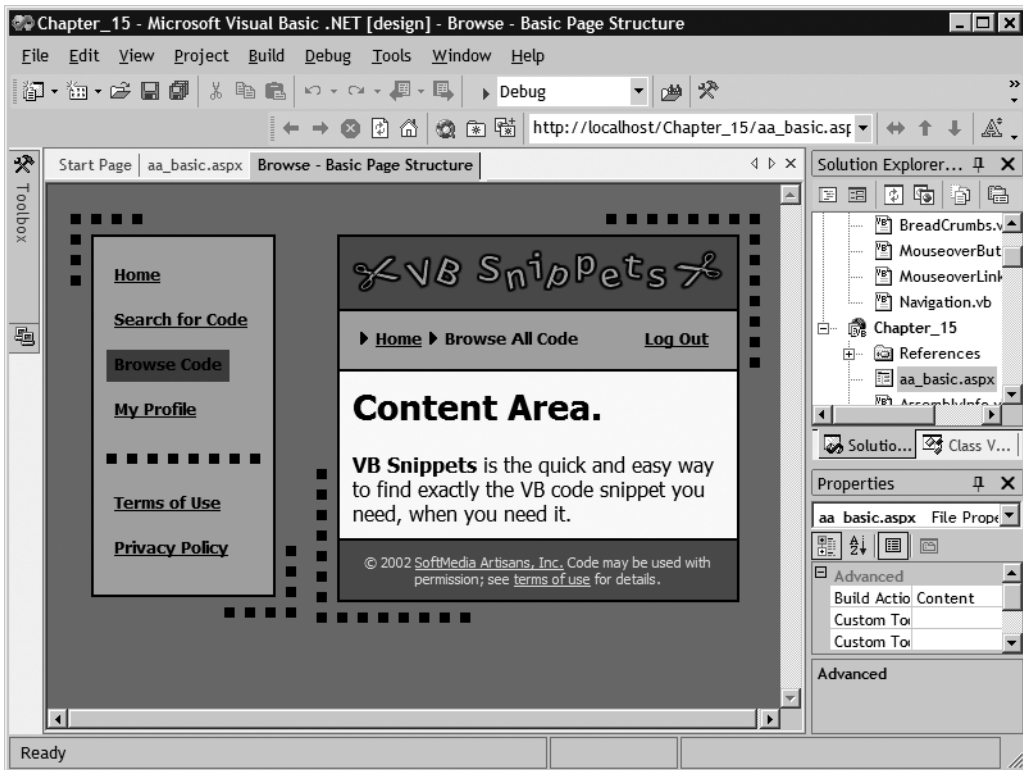 Chapter_15 - Microsoft Visual Basic .NET [design] - Browse - Basic Page Structure
File Edit View Project Build Debug Tools Window Help
Debug
http://localhost/Chapter_15/aa_basic.asp
Toolbox
Start Page aa_basic.aspx Browse - Basic Page Structure
Home
Search for Code
Browse Code
My Profile
Terms of Use
Privacy Policy
VB Snippets
Home Browse All Code Log Out
Content Area.
VB Snippets is the quick and easy way
to find exactly the VB code snippet you
need, when you need it.
© 2002 SoftMedia Artisans, Inc. Code may be used with
permission; see terms of use for details.
Solution Explorer...
BreadCrumbs.v
MouseoverBut
MouseoverLink
Navigation.vb
Chapter_15
References
aa_basic.aspx
Solutio... Class V...
Properties
aa_basic.aspx File Prope
Advanced
Build Actio Content
Custom Too
Custom Too
Advanced
Ready